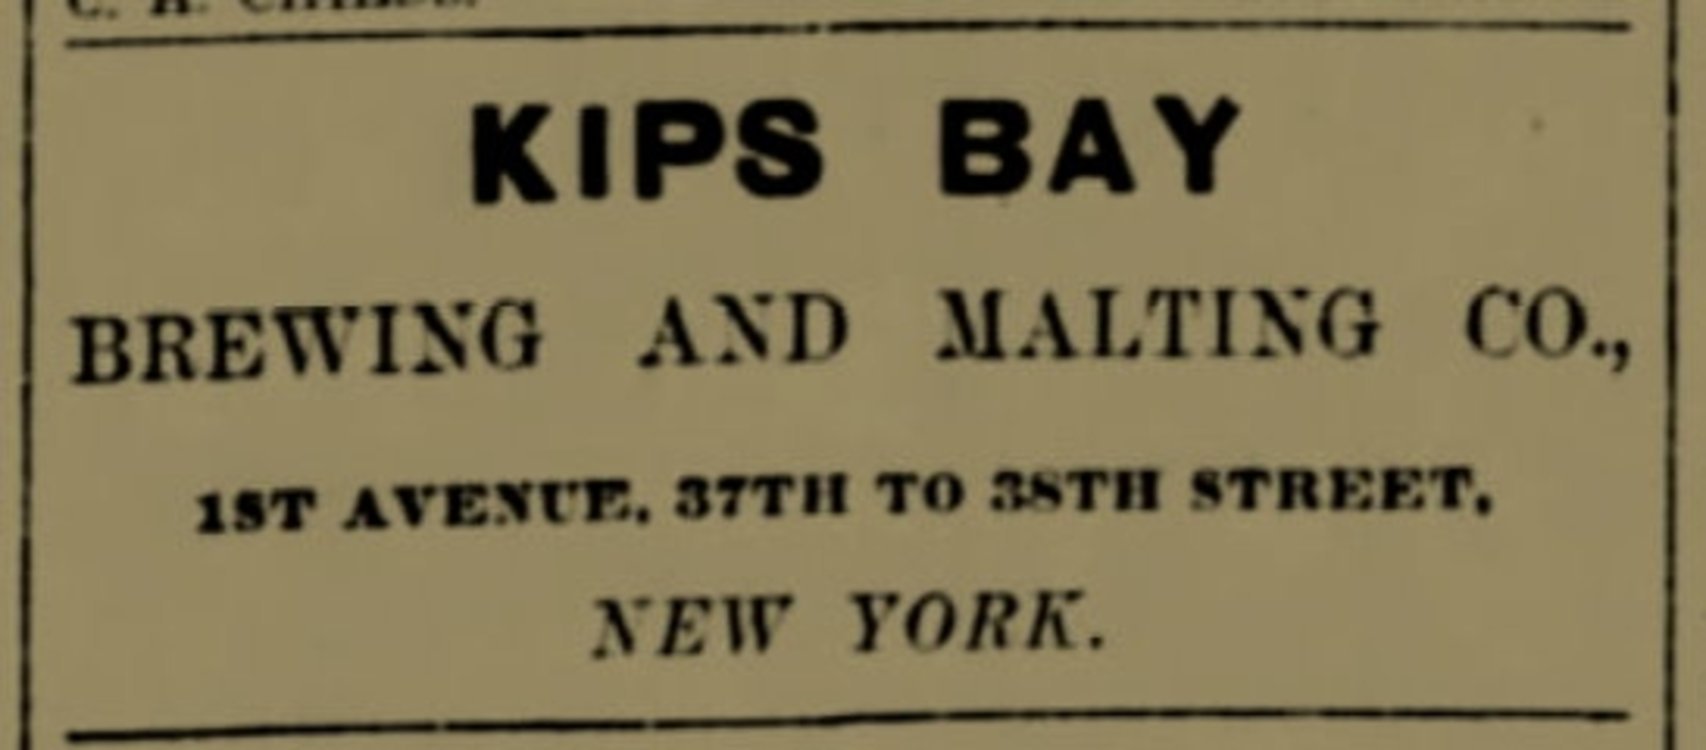 KIPS BAY
BREWING AND MALTING CO.,
1ST AVENUE, 37TH TO 38TH STREET,
NEW YORK.